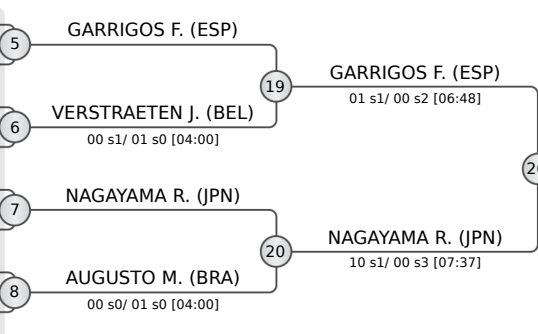 5
GARRIGOS F. (ESP)
19
GARRIGOS F. (ESP)
01 s1/ 00 s2 [06:48]
6
VERSTRAETEN J. (BEL)
00 s1/ 01 s0 [04:00]
7
NAGAYAMA R. (JPN)
20
NAGAYAMA R. (JPN)
10 s1/ 00 s3 [07:37]
8
AUGUSTO M. (BRA)
00 s0/ 01 s0 [04:00]